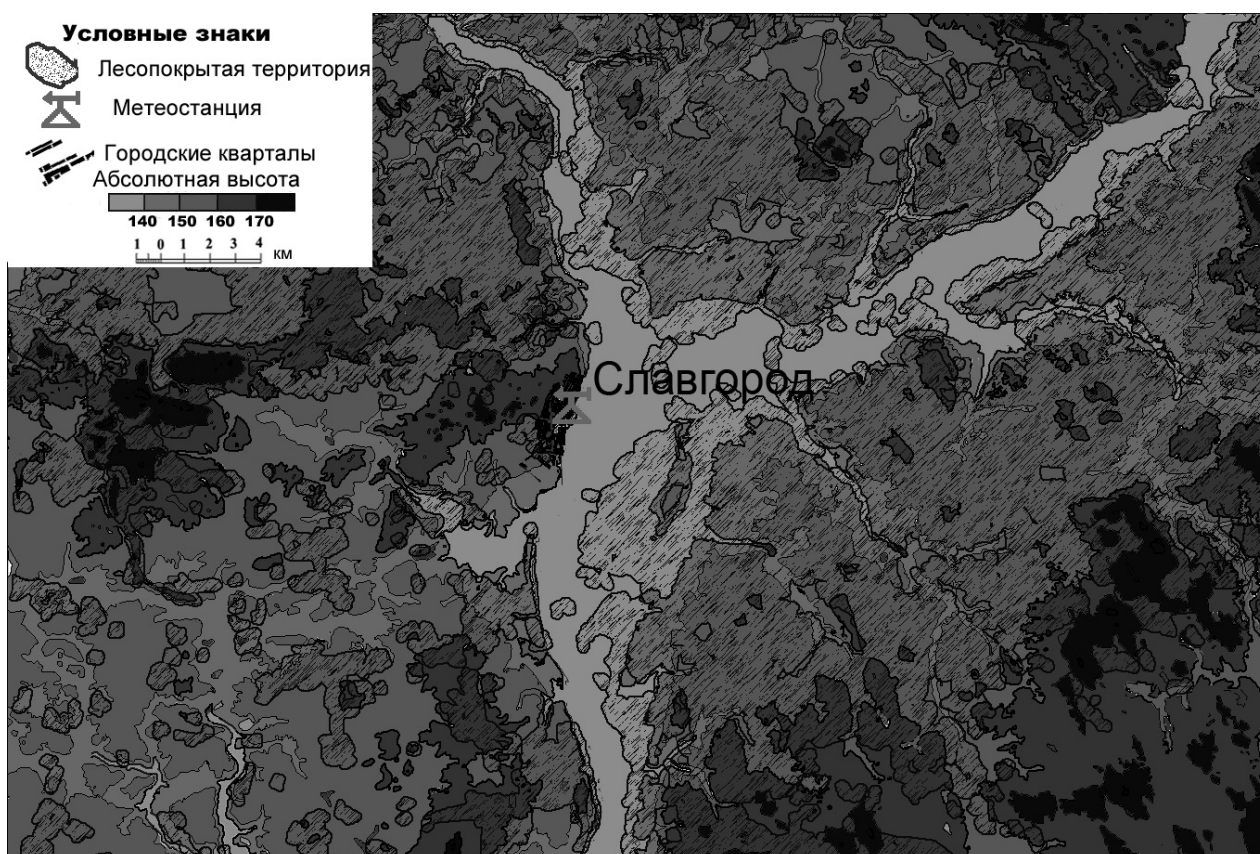 Условные знаки
Лесопокрытая территория
Метеостанция
Городские кварталы
Абсолютная высота
140 150 160 170
1 0 1 2 3 4 км
Славгород